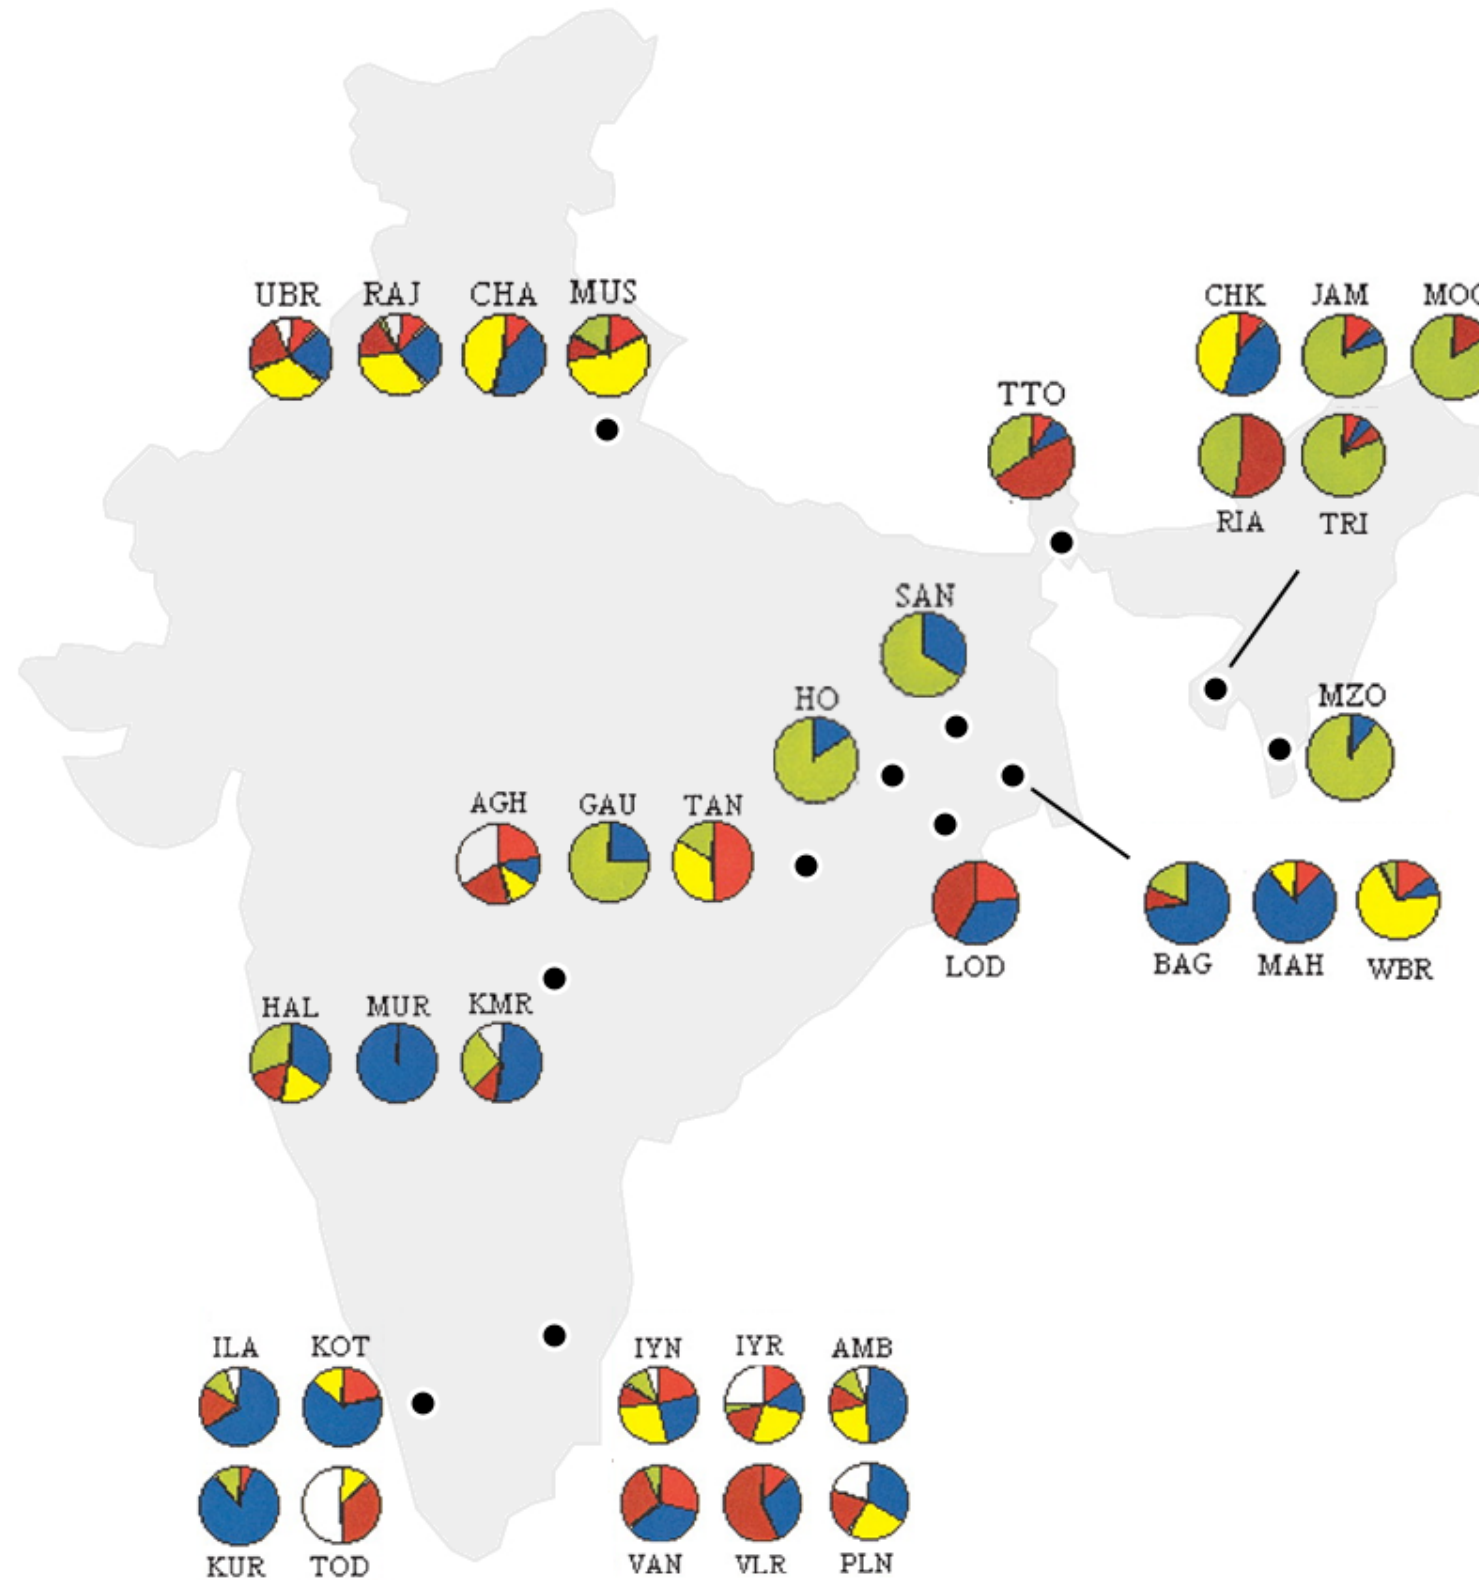 UBR RAJ CHA MUS
CHK JAM MOO
TTO
RIA TRI
SAN
HO
MZO
AGH GAU TAN
LOD
BAG MAH WBR
HAL MUR KMR
ILA KOT
IYN IYR AMB
KUR TOD
VAN VLR PLN